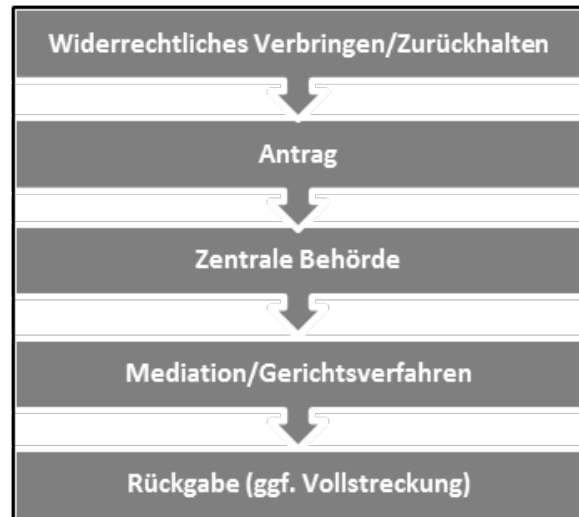 Widerrechtliches Verbringen/Zurückhalten
Antrag
Zentrale Behörde
Mediation/Gerichtsverfahren
Rückgabe (ggf. Vollstreckung)